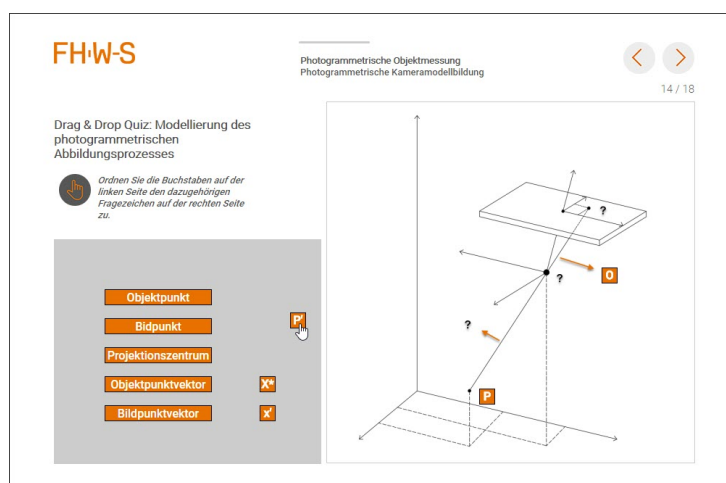 FH·W-S
Photogrammetrische Objektmessung
Photogrammetrische Kameramodellbildung
14 / 18
Drag & Drop Quiz: Modellierung des
photogrammetrischen
Abbildungsprozesses
Ordnen Sie die Buchstaben auf der
linken Seite den dazugehörigen
Fragezeichen auf der rechten Seite
zu.
Objektpunkt
Bidpunkt
P'
Projektionszentrum
Objektpunktvektor
X*
Bildpunktvektor
x'
?
O
?
?
P